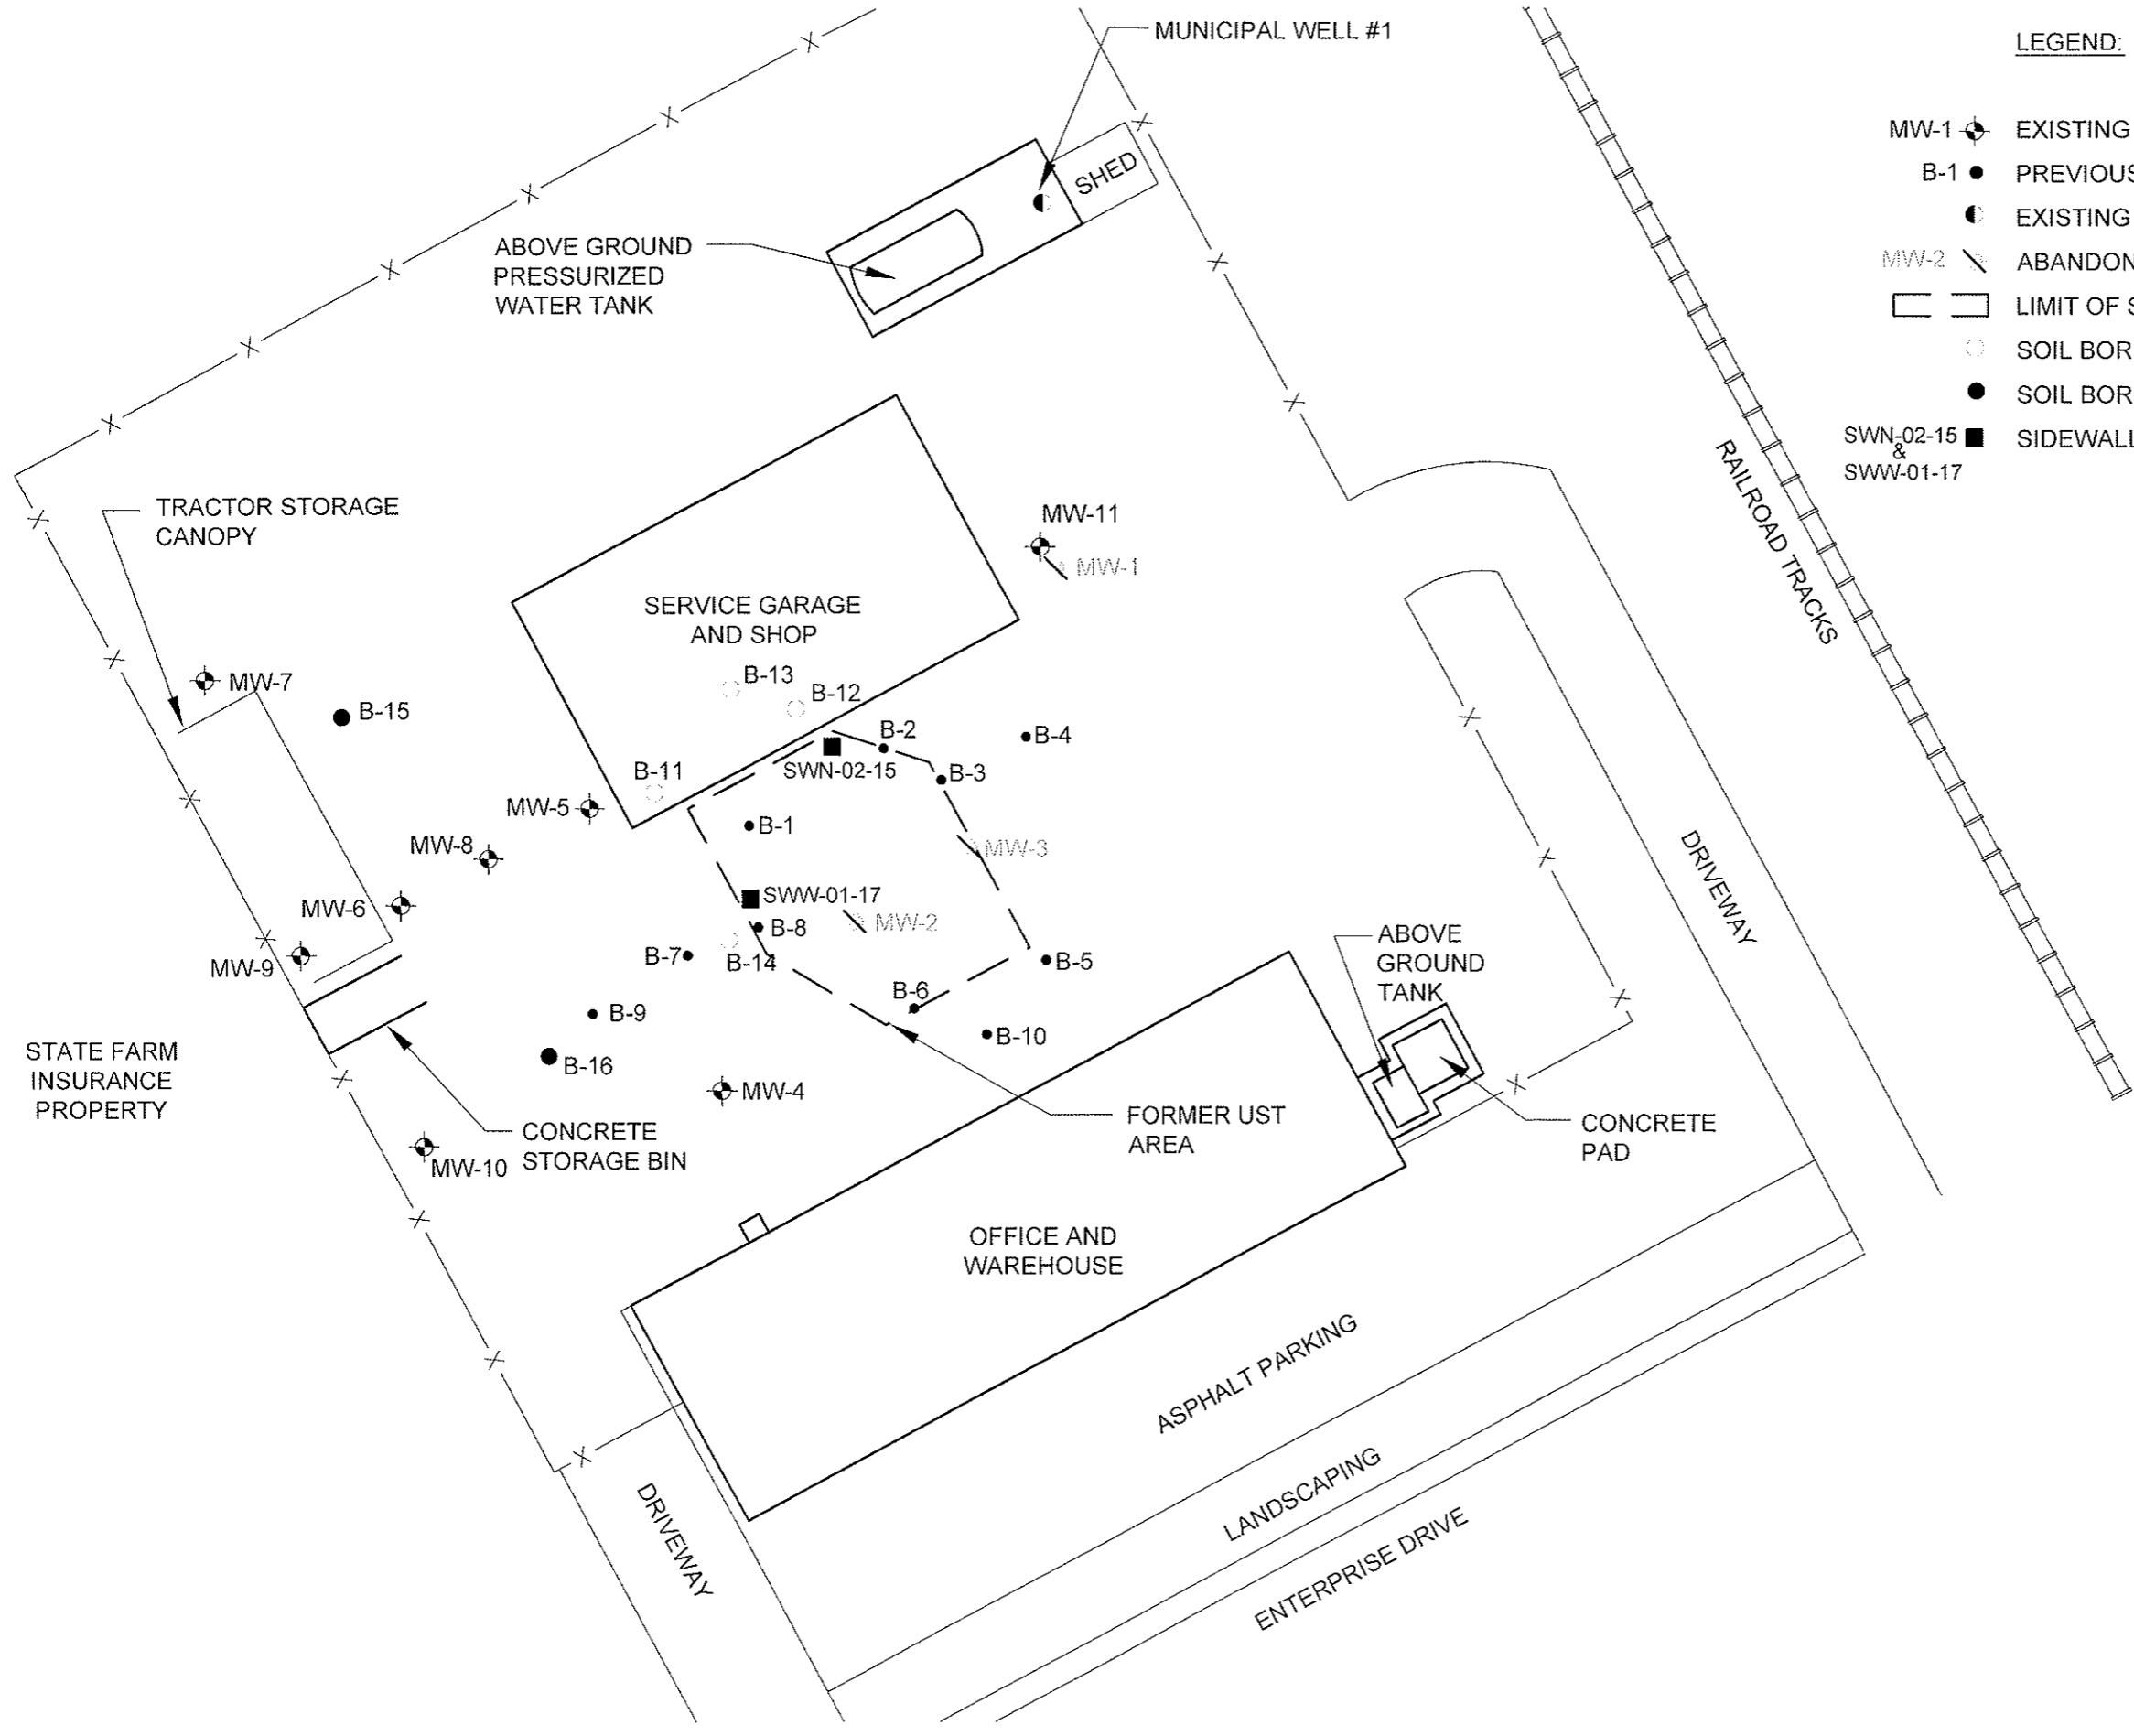 MUNICIPAL WELL #1
LEGEND:
MW-1 EXISTING
B-1 PREVIOUS
EXISTING
MW-2 ABANDON
LIMIT OF S
SOIL BOR
SOIL BOR
SWN-02-15
&
SWW-01-17
SIDEWALL
SHED
ABOVE GROUND
PRESSURIZED
WATER TANK
RAILROAD TRACKS
TRACTOR STORAGE
CANOPY
MW-11
MW-1
SERVICE GARAGE
AND SHOP
B-13
B-12
MW-7
B-15
B-2
B-4
SWN-02-15
B-3
B-11
MW-5
B-1
MW-8
MW-3
DRIVEWAY
SWW-01-17
MW-6
MW-2
B-8
B-7
B-14
MW-9
B-5
ABOVE
GROUND
TANK
B-6
B-9
B-10
STATE FARM
INSURANCE
PROPERTY
B-16
MW-4
FORMER UST
AREA
CONCRETE
PAD
CONCRETE
STORAGE BIN
MW-10
OFFICE AND
WAREHOUSE
ASPHALT PARKING
LANDSCAPING
DRIVEWAY
ENTERPRISE DRIVE